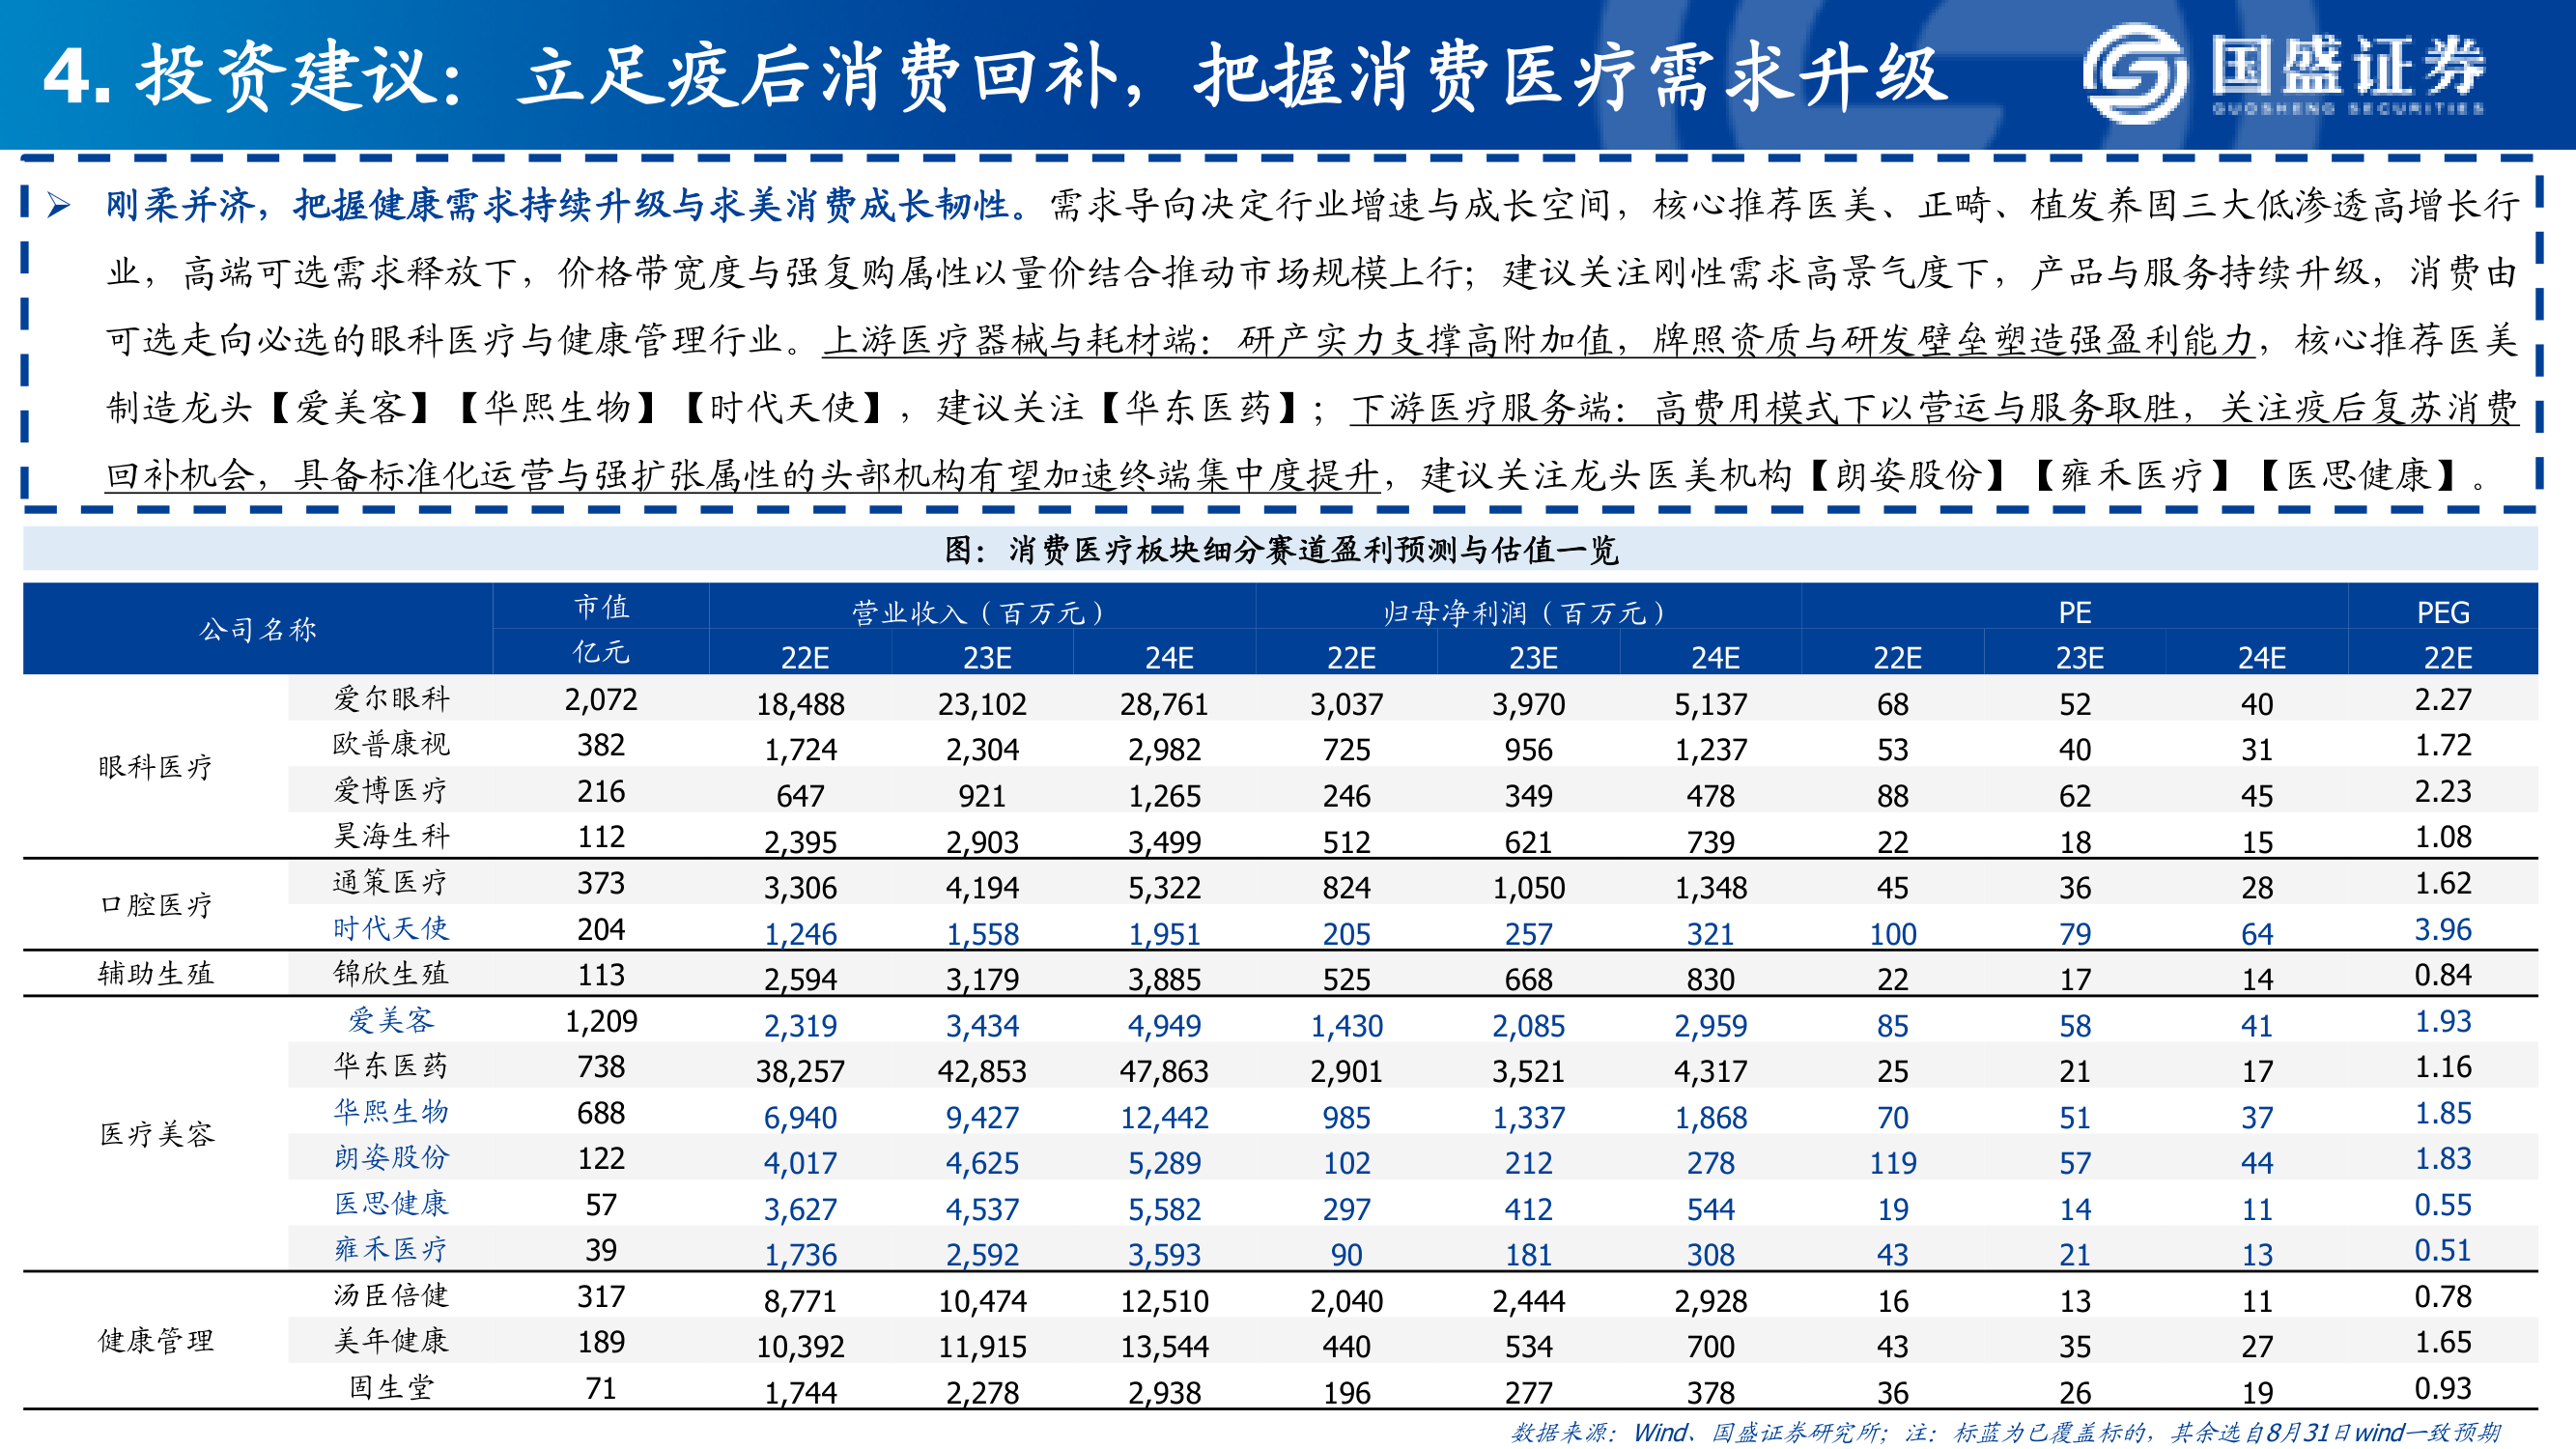 4. 投资建议：立足疫后消费回补，把握消费医疗需求升级
国盛证券
GUOSHENG SECURITIES
➢ 刚柔并济，把握健康需求持续升级与求美消费成长韧性。需求导向决定行业增速与成长空间，核心推荐医美、正畸、植发养固三大低渗透高增长行
业，高端可选需求释放下，价格带宽度与强复购属性以量价结合推动市场规模上行；建议关注刚性需求高景气度下，产品与服务持续升级，消费由
可选走向必选的眼科医疗与健康管理行业。上游医疗器械与耗材端：研产实力支撑高附加值，牌照资质与研发壁垒塑造强盈利能力，核心推荐医美
制造龙头【爱美客】【华熙生物】【时代天使】，建议关注【华东医药】；下游医疗服务端：高费用模式下以营运与服务取胜，关注疫后复苏消费
回补机会，具备标准化运营与强扩张属性的头部机构有望加速终端集中度提升，建议关注龙头医美机构【朗姿股份】【雍禾医疗】【医思健康】。
图：消费医疗板块细分赛道盈利预测与估值一览
公司名称 市值 营业收入（百万元） 归母净利润（百万元） PE PEG
亿元 22E 23E 24E 22E 23E 24E 22E 23E 24E 22E
眼科医疗 爱尔眼科 2,072 18,488 23,102 28,761 3,037 3,970 5,137 68 52 40 2.27
欧普康视 382 1,724 2,304 2,982 725 956 1,237 53 40 31 1.72
爱博医疗 216 647 921 1,265 246 349 478 88 62 45 2.23
昊海生科 112 2,395 2,903 3,499 512 621 739 22 18 15 1.08
口腔医疗 通策医疗 373 3,306 4,194 5,322 824 1,050 1,348 45 36 28 1.62
时代天使 204 1,246 1,558 1,951 205 257 321 100 79 64 3.96
辅助生殖 锦欣生殖 113 2,594 3,179 3,885 525 668 830 22 17 14 0.84
医疗美容 爱美客 1,209 2,319 3,434 4,949 1,430 2,085 2,959 85 58 41 1.93
华东医药 738 38,257 42,853 47,863 2,901 3,521 4,317 25 21 17 1.16
华熙生物 688 6,940 9,427 12,442 985 1,337 1,868 70 51 37 1.85
朗姿股份 122 4,017 4,625 5,289 102 212 278 119 57 44 1.83
医思健康 57 3,627 4,537 5,582 297 412 544 19 14 11 0.55
雍禾医疗 39 1,736 2,592 3,593 90 181 308 43 21 13 0.51
健康管理 汤臣倍健 317 8,771 10,474 12,510 2,040 2,444 2,928 16 13 11 0.78
美年健康 189 10,392 11,915 13,544 440 534 700 43 35 27 1.65
固生堂 71 1,744 2,278 2,938 196 277 378 36 26 19 0.93
数据来源：Wind、国盛证券研究所；注：标蓝为已覆盖标的，其余选自8月31日wind一致预期